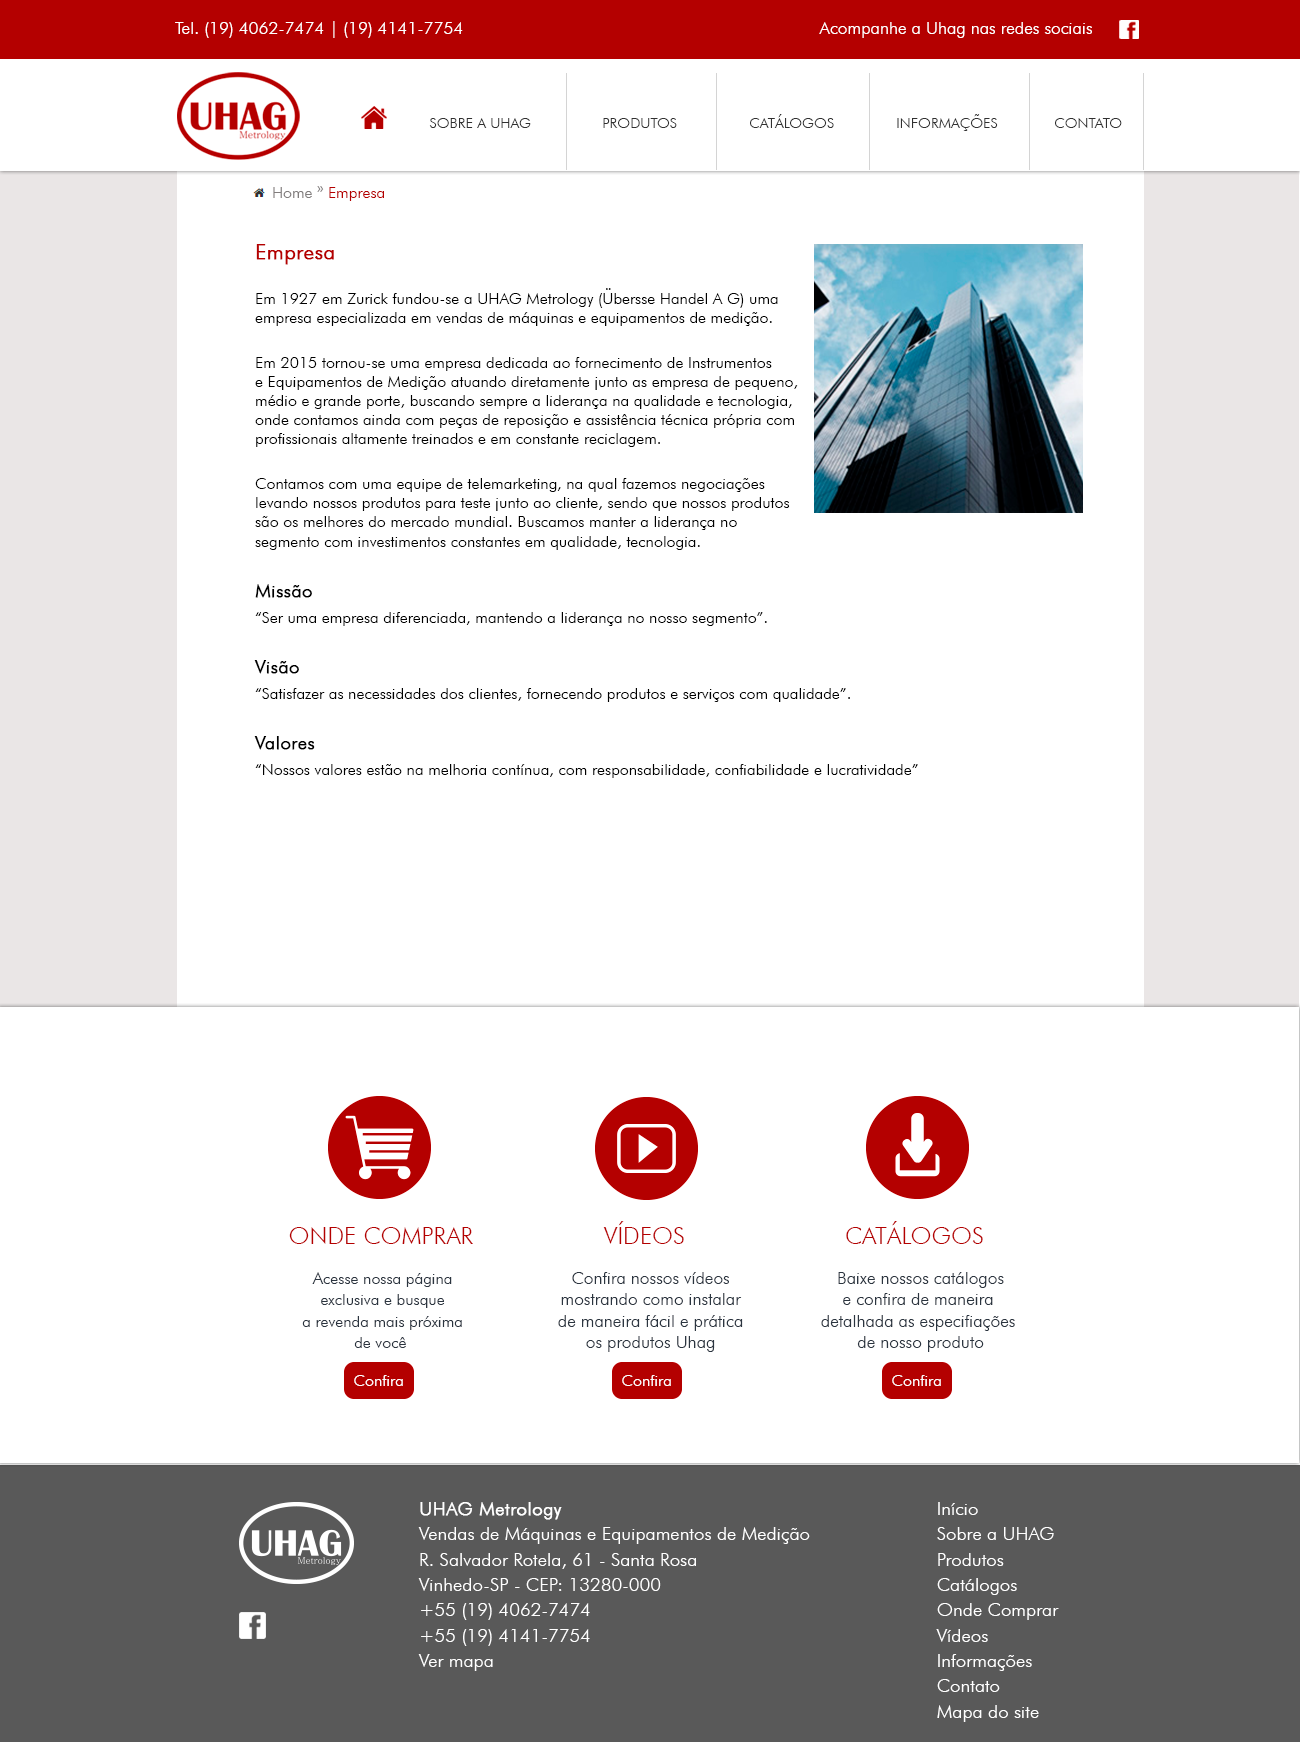 Tel. (19) 4062-7474 | (19) 4141-7754
Acompanhe a Uhag nas redes sociais
UHAG
Metrology
SOBRE A UHAG
PRODUTOS
CATÁLOGOS
INFORMAÇÕES
CONTATO
Home » Empresa
Empresa
Em 1927 em Zurick fundou-se a UHAG Metrology (Übersse Handel A G) uma
empresa especializada em vendas de máquinas e equipamentos de medição.
Em 2015 tornou-se uma empresa dedicada ao fornecimento de Instrumentos
e Equipamentos de Medição atuando diretamente junto as empresa de pequeno,
médio e grande porte, buscando sempre a liderança na qualidade e tecnologia,
onde contamos ainda com peças de reposição e assistência técnica própria com
profissionais altamente treinados e em constante reciclagem.
Contamos com uma equipe de telemarketing, na qual fazemos negociações
levando nossos produtos para teste junto ao cliente, sendo que nossos produtos
são os melhores do mercado mundial. Buscamos manter a liderança no
segmento com investimentos constantes em qualidade, tecnologia.
Missão
“Ser uma empresa diferenciada, mantendo a liderança no nosso segmento”.
Visão
“Satisfazer as necessidades dos clientes, fornecendo produtos e serviços com qualidade”.
Valores
“Nossos valores estão na melhoria contínua, com responsabilidade, confiabilidade e lucratividade”
ONDE COMPRAR
Acesse nossa página
exclusiva e busque
a revenda mais próxima
de você
Confira
VÍDEOS
Confira nossos vídeos
mostrando como instalar
de maneira fácil e prática
os produtos Uhag
Confira
CATÁLOGOS
Baixe nossos catálogos
e confira de maneira
detalhada as especifiações
de nosso produto
Confira
UHAG
Metrology
UHAG Metrology
Vendas de Máquinas e Equipamentos de Medição
R. Salvador Rotela, 61 - Santa Rosa
Vinhedo-SP - CEP: 13280-000
+55 (19) 4062-7474
+55 (19) 4141-7754
Ver mapa
Início
Sobre a UHAG
Produtos
Catálogos
Onde Comprar
Vídeos
Informações
Contato
Mapa do site